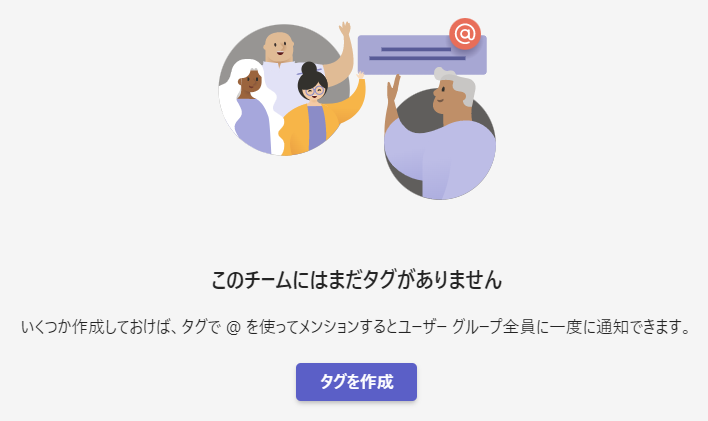 @
このチームにはまだタグがありません
いくつか作成しておけば、タグで @ を使ってメンションするとユーザー グループ全員に一度に通知できます。
タグを作成